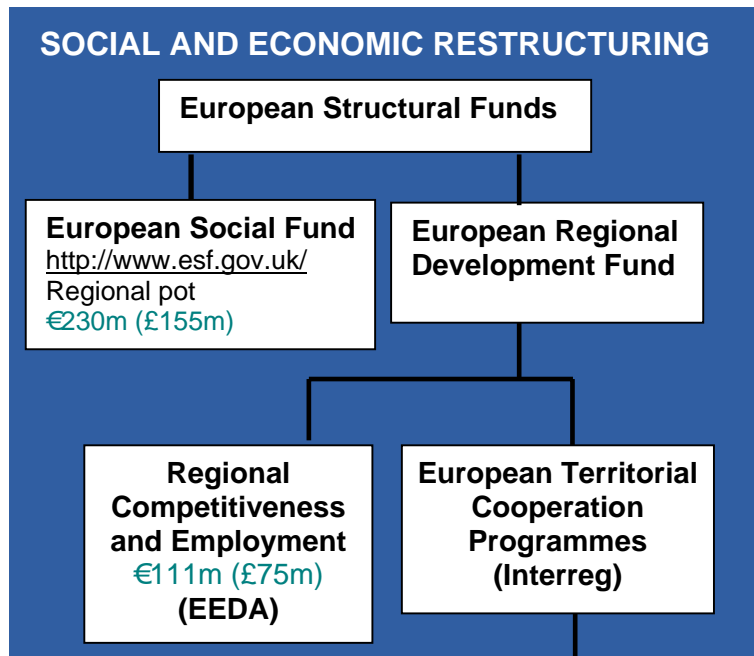 SOCIAL AND ECONOMIC RESTRUCTURING
European Structural Funds
European Social Fund
http://www.esf.gov.uk/
Regional pot
€230m (£155m)
European Regional
Development Fund
Regional
Competitiveness
and Employment
€111m (£75m)
(EEDA)
European Territorial
Cooperation
Programmes
(Interreg)